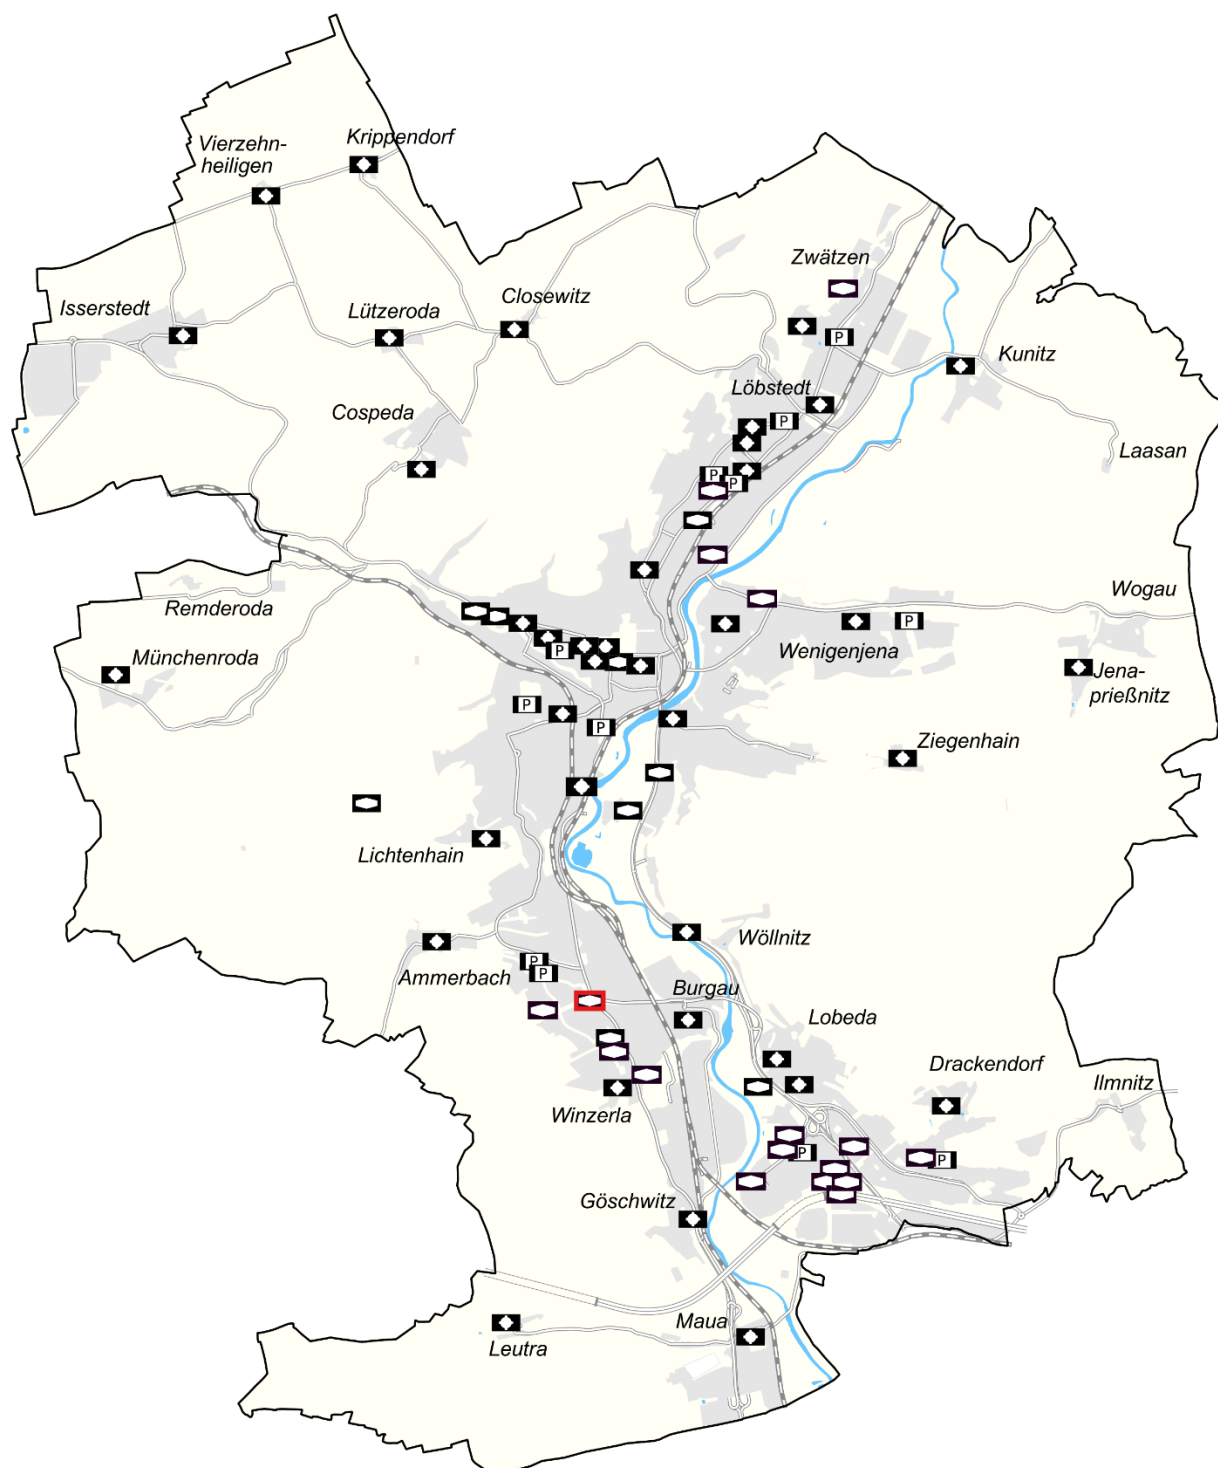 Krippendorf
Vierzehn-
heiligen
Zwätzen
Isserstedt
Lützeroda
Closewitz
P
Kunitz
Löbstedt
Cospeda
P
Laasan
P
P
Wogau
Remderoda
P
Wenigenjena
P
Münchenroda
Jena-
prießnitz
P
P
Ziegenhain
Lichtenhain
Wöllnitz
Ammerbach
P
P
Burgau
Lobeda
Drackendorf
Ilmnitz
Winzerla
P
P
Göschwitz
Maua
Leutra